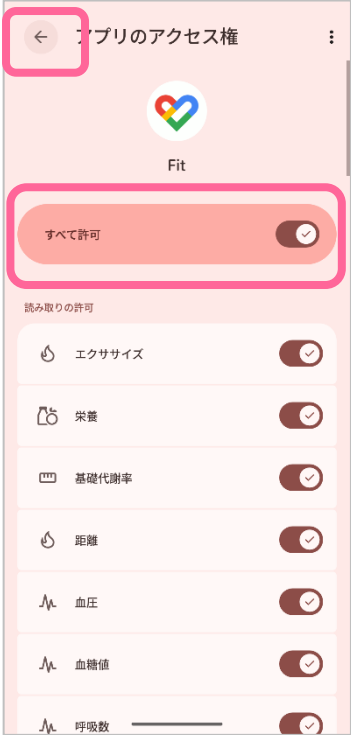 アプリのアクセス権
Fit
すべて許可
読み取りの許可
エクササイズ
栄養
基礎代謝率
距離
血圧
血糖値
呼吸数